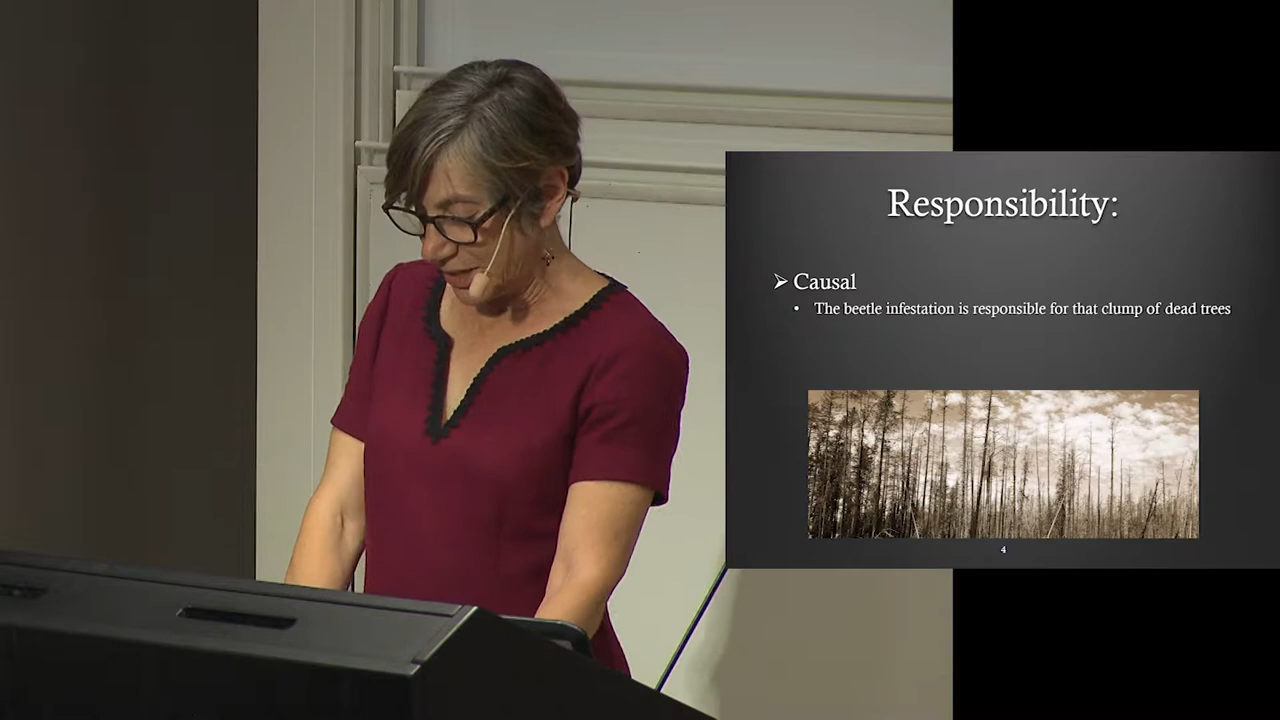 Responsibility:
➢ Causal
• The beetle infestation is responsible for that clump of dead trees
4